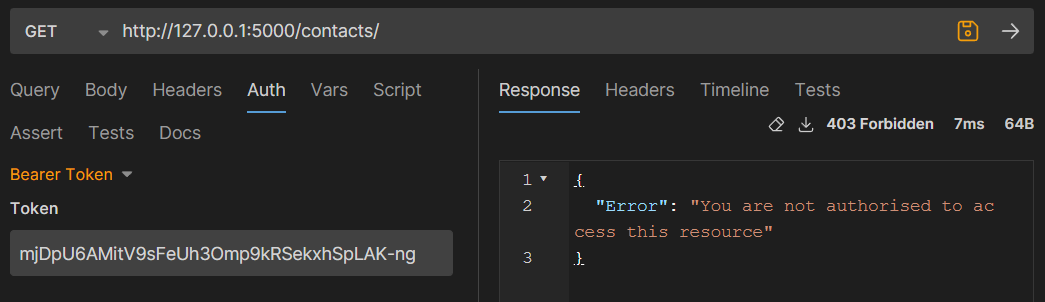 GET http://127.0.0.1:5000/contacts/
Query Body Headers Auth Vars Script
Assert Tests Docs
Bearer Token
Token
mjDpU6AMitV9sFeUh3Omp9kRSekxhSpLAK-ng
Response Headers Timeline Tests
403 Forbidden 7ms 64B
1 {
2 "Error": "You are not authorised to ac
cess this resource"
3 }